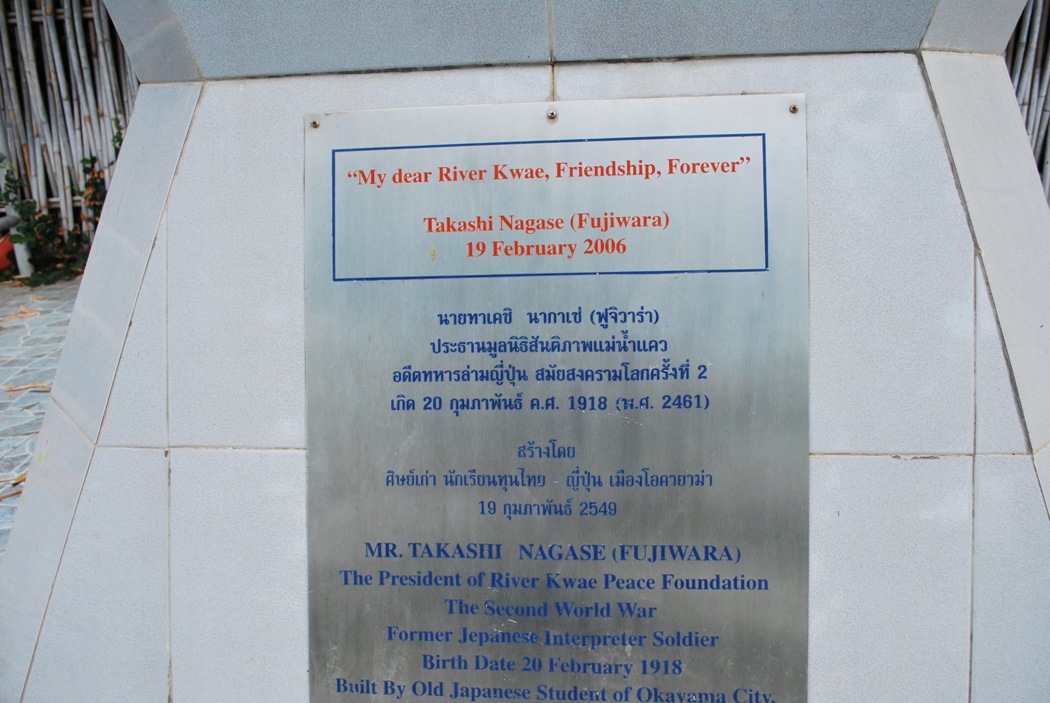 “My dear River Kwae, Friendship, Forever”
Takashi Nagase (Fujiwara)
19 February 2006
นายทาเคชิ นากาเซ่ (ฟูจิวาร่า)
ประธานมูลนิธิสันติภาพแม่น้ำแคว
อดีตทหารล่ามญี่ปุ่น สมัยสงครามโลกครั้งที่ 2
เกิด 20 กุมภาพันธ์ ค.ศ. 1918 (พ.ศ. 2461)
สร้างโดย
ศิษย์เก่า นักเรียนทุนไทย - ญี่ปุ่น เมืองโอคายาม่า
19 กุมภาพันธ์ 2549
MR. TAKASHI NAGASE (FUJIWARA)
The President of River Kwae Peace Foundation
The Second World War
Former Jepanese Interpreter Soldier
Birth Date 20 February 1918
Built By Old Japanese Student of Okayama City.